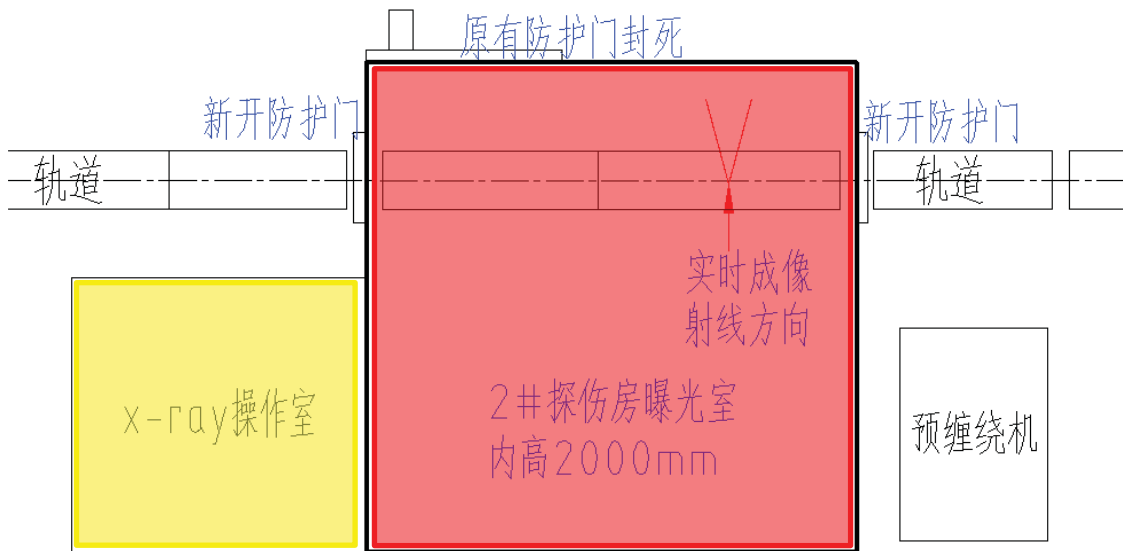 原有防护门封死
新开防护门
新开防护门
轨道
轨道
实时成像
射线方向
x-ray操作室
2#探伤房曝光室
内高2000mm
预缠绕机